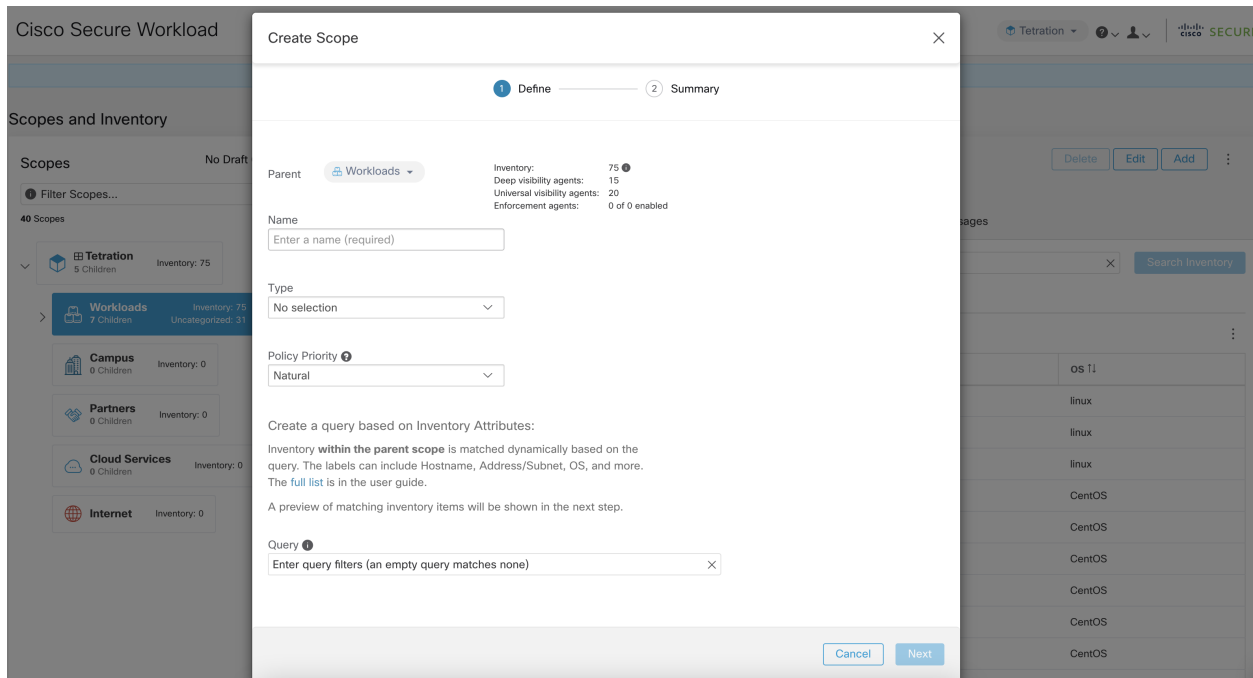 Cisco Secure Workload
Create Scope
Tetration
CISCO SECUR
1 Define
2 Summary
Scopes and Inventory
Scopes
No Draft
Delete
Edit
Add
Filter Scopes...
40 Scopes
Parent
Workloads
Inventory: 75
Deep visibility agents: 15
Universal visibility agents: 20
Enforcement agents: 0 of 0 enabled
Name
Enter a name (required)
sages
Search Inventory
Tetration
5 Children
Inventory: 75
Workloads
7 Children
Inventory: 75
Uncategorized: 31
Campus
0 Children
Inventory: 0
Partners
0 Children
Inventory: 0
Cloud Services
0 Children
Inventory: 0
Internet
Inventory: 0
Type
No selection
Policy Priority
Natural
Create a query based on Inventory Attributes:
Inventory within the parent scope is matched dynamically based on the
query. The labels can include Hostname, Address/Subnet, OS, and more.
The full list is in the user guide.
A preview of matching inventory items will be shown in the next step.
Query
Enter query filters (an empty query matches none)
Cancel
Next
OS
linux
linux
linux
CentOS
CentOS
CentOS
CentOS
CentOS
CentOS